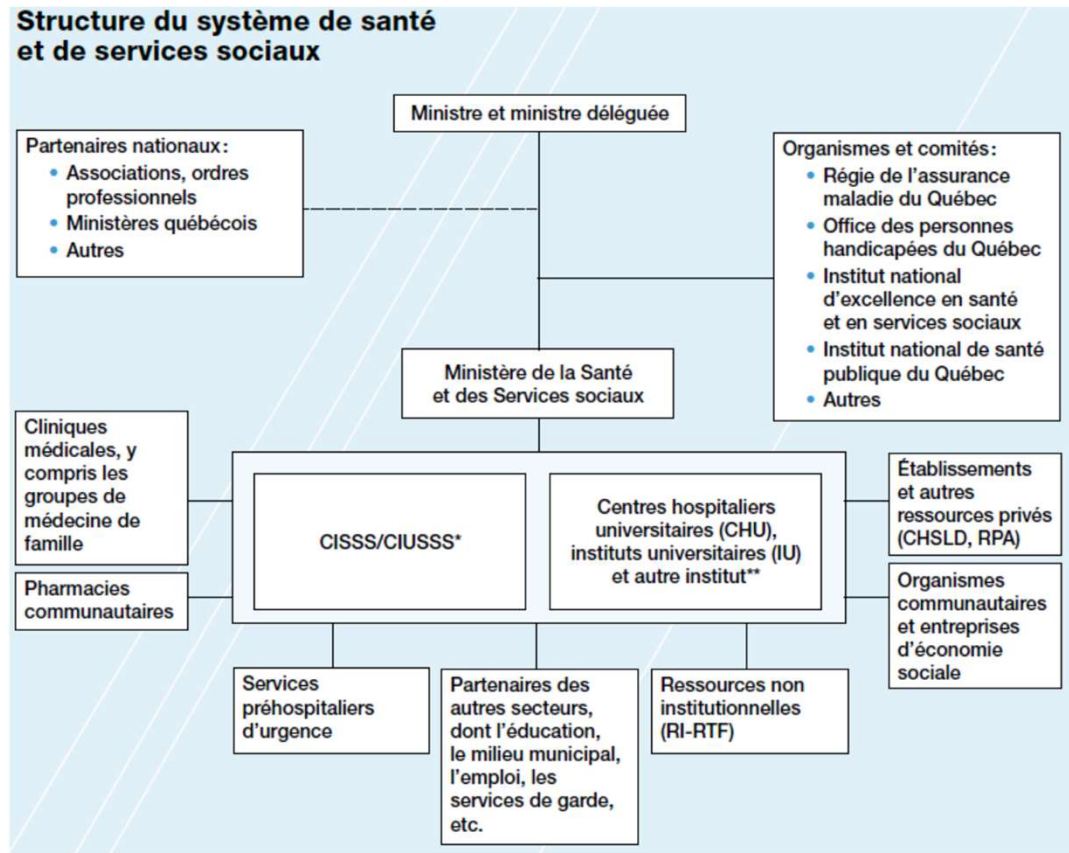 Structure du système de santé
et de services sociaux
Ministre et ministre déléguée
Partenaires nationaux :
• Associations, ordres
professionnels
• Ministères québécois
• Autres
Organismes et comités :
• Régie de l’assurance
maladie du Québec
• Office des personnes
handicapées du Québec
• Institut national
d’excellence en santé
et en services sociaux
• Institut national de santé
publique du Québec
• Autres
Ministère de la Santé
et des Services sociaux
Cliniques
médicales, y
compris les
groupes de
médecine de
famille
Pharmacies
communautaires
CISSS/CIUSSS*
Centres hospitaliers
universitaires (CHU),
instituts universitaires (IU)
et autre institut**
Établissements
et autres
ressources privés
(CHSLD, RPA)
Organismes
communautaires
et entreprises
d’économie
sociale
Services
préhospitaliers
d’urgence
Partenaires des
autres secteurs,
dont l’éducation,
le milieu municipal,
l’emploi, les
services de garde,
etc.
Ressources non
institutionnelles
(RI-RTF)